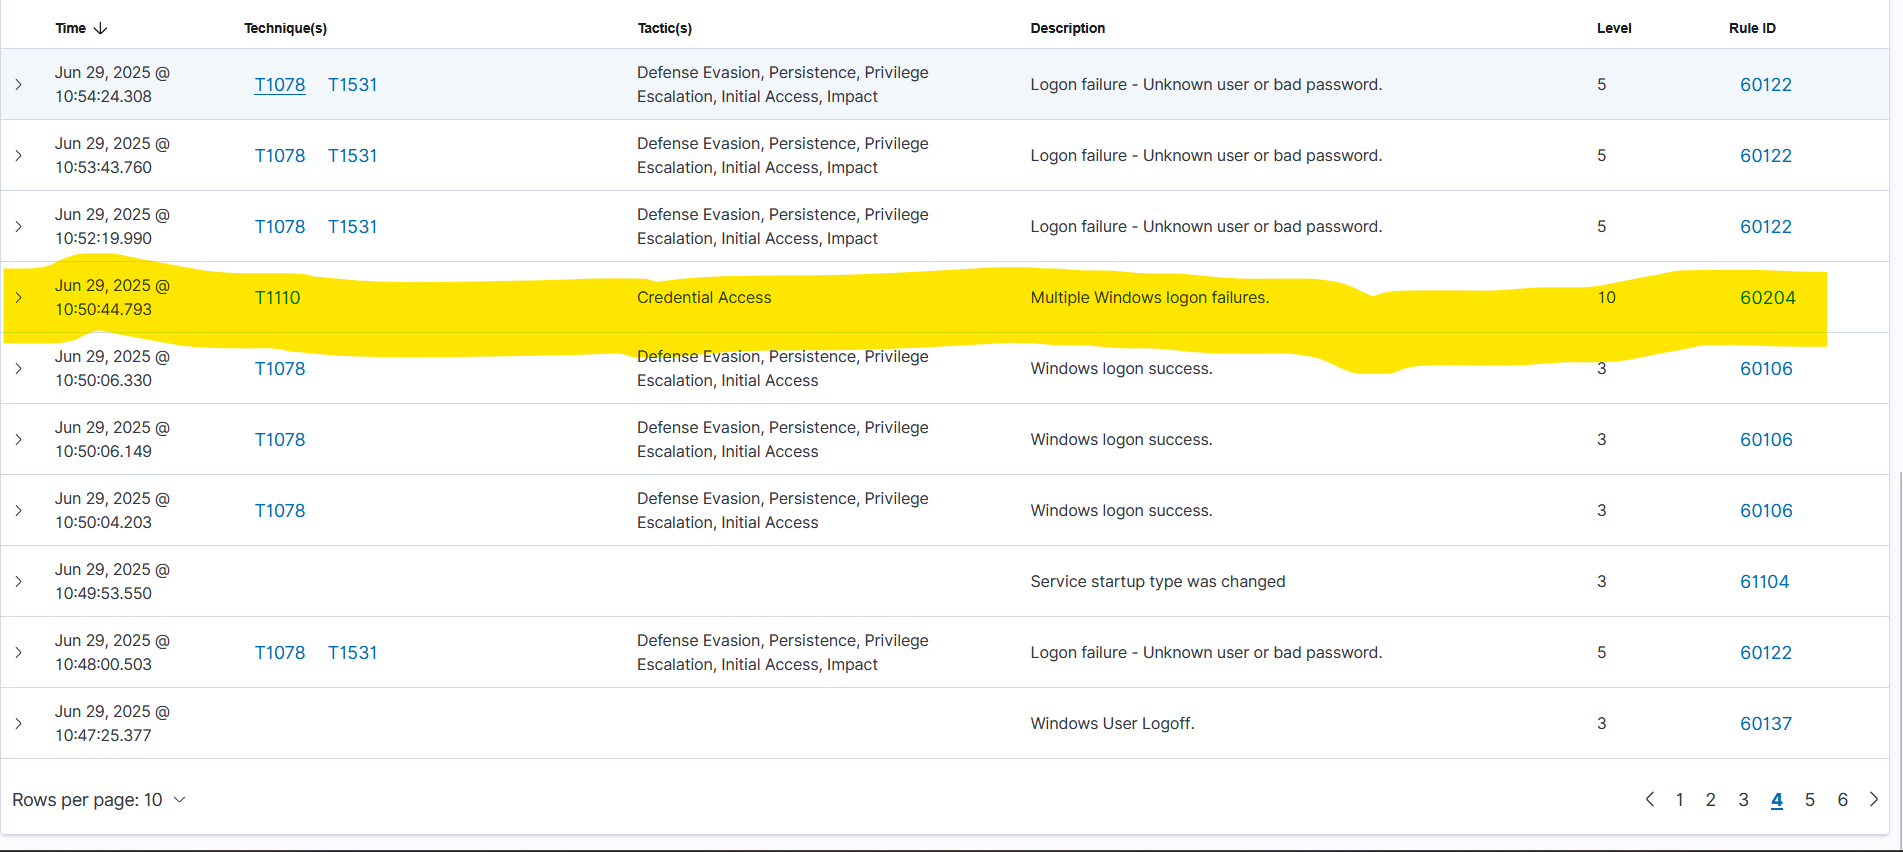 Time Technique(s) Tactic(s) Description Level Rule ID
Jun 29, 2025 @ Defense Evasion, Persistence, Privilege
10:54:24.308 T1078 T1531 Escalation, Initial Access, Impact Logon failure - Unknown user or bad password. 5 60122
Jun 29, 2025 @ Defense Evasion, Persistence, Privilege
10:53:43.760 T1078 T1531 Escalation, Initial Access, Impact Logon failure - Unknown user or bad password. 5 60122
Jun 29, 2025 @ Defense Evasion, Persistence, Privilege
10:52:19.990 T1078 T1531 Escalation, Initial Access, Impact Logon failure - Unknown user or bad password. 5 60122
Jun 29, 2025 @
10:50:44.793 T1110 Credential Access Multiple Windows logon failures. 10 60204
Jun 29, 2025 @ Defense Evasion, Persistence, Privilege
10:50:06.330 T1078 Escalation, Initial Access Windows logon success. 3 60106
Jun 29, 2025 @ Defense Evasion, Persistence, Privilege
10:50:06.149 T1078 Escalation, Initial Access Windows logon success. 3 60106
Jun 29, 2025 @ Defense Evasion, Persistence, Privilege
10:50:04.203 T1078 Escalation, Initial Access Windows logon success. 3 60106
Jun 29, 2025 @
10:49:53.550 Service startup type was changed 3 61104
Jun 29, 2025 @ Defense Evasion, Persistence, Privilege
10:48:00.503 T1078 T1531 Escalation, Initial Access, Impact Logon failure - Unknown user or bad password. 5 60122
Jun 29, 2025 @
10:47:25.377 Windows User Logoff. 3 60137
Rows per page: 10 1 2 3 4 5 6